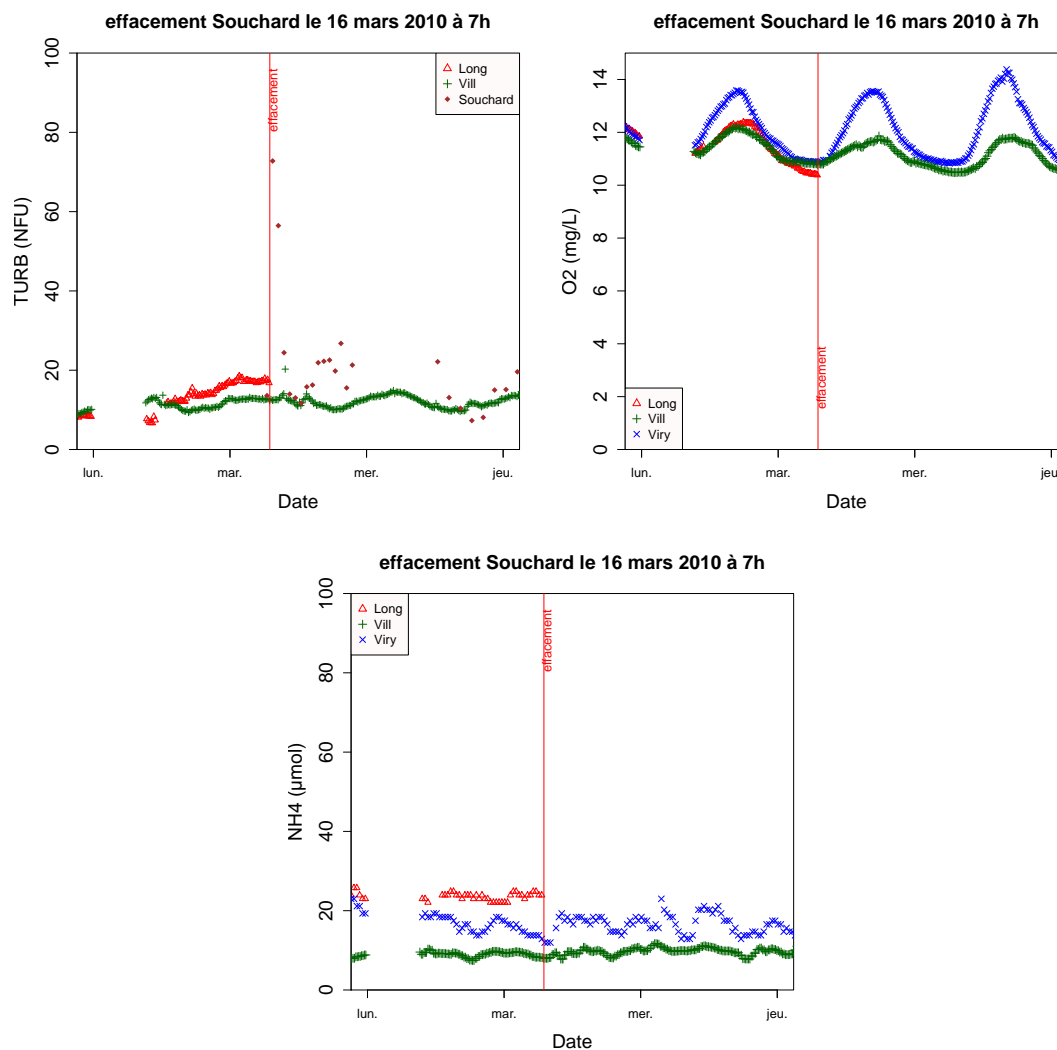 effacement Souchard le 16 mars 2010 à 7h
100
80
60
40
20
0
TURB (NFU)
effacement
Long
Vill
Souchard
lun.
mar.
mer.
jeu.
Date
effacement Souchard le 16 mars 2010 à 7h
14
12
10
8
6
4
2
0
O2 (mg/L)
effacement
Long
Vill
Viry
lun.
mar.
mer.
jeu.
Date
effacement Souchard le 16 mars 2010 à 7h
100
80
60
40
20
0
NH4 (µmol)
Long
Vill
Viry
effacement
lun.
mar.
mer.
jeu.
Date